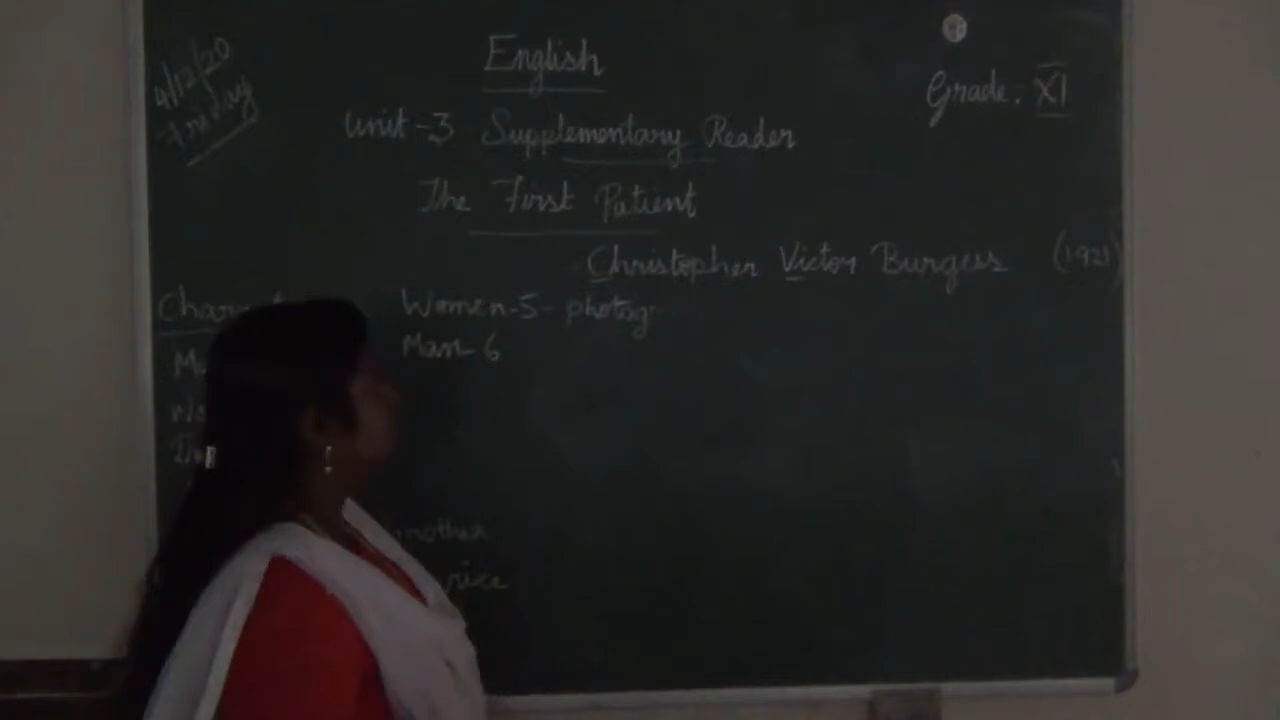 4/12/20
Friday
English
Grade: XI
Unit-3 Supplementary Reader
The First Patient
Christopher Victor Burgess (1921)
Women-5- photog.
Man 6
mother